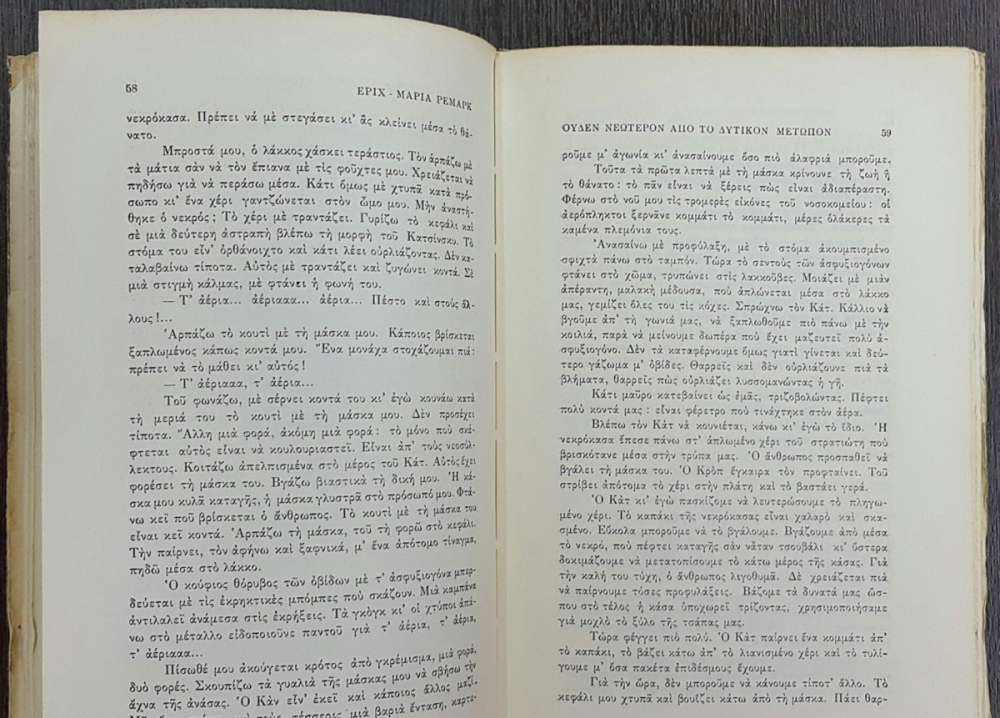 58
ΕΡΙΧ - ΜΑΡΙΑ ΡΕΜΑΡΚ
νεκρόκασα. Πρέπει νά μὲ στεγάσει κι' ἂς κλείνει μέσα τὸ θά-
νατο.
Μπροστά μου, ὁ λάκκος χάσκει τεράστιος. Τὸν ἁρπάζω μὲ
τὰ μάτια σὰν νὰ τὸν ἔπιανα μὲ τὶς φοῦχτες μου. Χρειάζεται νὰ
πηδήσω γιὰ νὰ περάσω μέσα. Κάτι ὅμως μὲ χτυπᾶ κατὰ πρό-
σωπο κι' ἕνα χέρι γαντζώνεται στὸν ὦμο μου. Μὴν ἀναστή-
θηκε ὁ νεκρός; Τὸ χέρι μὲ τραντάζει. Γυρίζω τὸ κεφάλι καὶ
σὲ μιὰ δεύτερη ἀστραπὴ βλέπω τὴ μορφὴ τοῦ Κατσίνσκυ. Τὸ
στόμα του εἶν' ὀρθάνοιχτο καὶ κάτι λέει οὐρλιάζοντας. Δὲν κα-
ταλαβαίνω τίποτα. Αὐτὸς μὲ τραντάζει καὶ ζυγώνει κοντά. Σὲ
μιὰ στιγμὴ κάλμας, μὲ φτάνει ἡ φωνή του.
— Τ' ἀέρια... ἀέριααα... ἀέρια... Πέστο καὶ στοὺς ἄλ-
λους!...
Ἁρπάζω τὸ κουτὶ μὲ τὴ μάσκα μου. Κάποιος βρίσκεται
ξαπλωμένος κάπως κοντά μου. Ἕνα μονάχα στοχάζουμαι πιά:
πρέπει νὰ τὸ μάθει κι' αὐτός!
— Τ' ἀέριααα, τ' ἀέρια...
Τοῦ φωνάζω, μὲ σέρνει κοντά του κι' ἐγὼ κουνάω κατὰ
τὴ μεριά του τὸ κουτὶ μὲ τὴ μάσκα μου. Δὲν προσέχει
τίποτα. Ἄλλη μιὰ φορά, ἀκόμη μιὰ φορά: τὸ μόνο ποὺ σκέ-
φτεται αὐτὸς εἶναι νὰ κουλουριαστεῖ. Εἶναι ἀπ' τοὺς νεοσύλ-
λεκτους. Κοιτάζω ἀπελπισμένα στὸ μέρος τοῦ Κάτ. Αὐτὸς ἔχει
φορέσει τὴ μάσκα του. Βγάζω βιαστικὰ τὴ δική μου. Ἡ κά-
σκα μου κυλᾶ καταγῆς, ἡ μάσκα γλυστρᾶ στὸ πρόσωπό μου. Φτά-
νω κεῖ ποῦ βρίσκεται ὁ ἄνθρωπος. Τὸ κουτὶ μὲ τὴ μάσκα του
εἶναι κεῖ κοντά. Ἁρπάζω τὴ μάσκα, τοῦ τὴ φορῶ στὸ κεφάλι.
Τὴν παίρνει, τὸν ἀφήνω καὶ ξαφνικά, μ' ἕνα ἀπότομο τίναγμα,
πηδῶ μέσα στὸ λάκκο.
Ὁ κούφιος θόρυβος τῶν ὀβίδων μὲ τ' ἀσφυξιογόνα μπερ-
δεύεται μὲ τὶς ἐκρηκτικὲς μπόμπες ποὺ σκάζουν. Μιὰ καμπάνα
ἀντιλαλεῖ ἀνάμεσα στὶς ἐκρήξεις. Τὰ γκὸγκ κι' οἱ χτύποι ἀπά-
νω στὸ μέταλλο εἰδοποιοῦνε παντοῦ γιὰ τ' ἀέρια, τ' ἀέρια,
τ' ἀέριααα...
Πίσωθέ μου ἀκούγεται κρότος ἀπὸ γκρέμισμα, μιὰ φορά,
δυὸ φορές. Σκουπίζω τὰ γυαλιὰ τῆς μάσκας μου νὰ σβήσω τὴν
ἄχνα τῆς ἀνάσας. Ὁ Κὰν εἶν' ἐκεῖ καὶ κάποιος ἄλλος μαζί.
τέσσερις μιὰ βαριὰ ἔνταση, καρτε-
ΟΥΔΕΝ ΝΕΩΤΕΡΟΝ ΑΠΟ ΤΟ ΔΥΤΙΚΟΝ ΜΕΤΩΠΟΝ
59
ροῦμε μ' ἀγωνία κι' ἀνασαίνουμε ὅσο πιὸ ἀλαφριὰ μποροῦμε.
Τοῦτα τὰ πρῶτα λεπτὰ μὲ τὴ μάσκα κρίνουνε τὴ ζωὴ ἢ
τὸ θάνατο: τὸ πᾶν εἶναι νὰ ξέρεις πὼς εἶναι ἀδιαπέραστη.
Φέρνω στὸ νοῦ μου τὶς τρομερὲς εἰκόνες τοῦ νοσοκομείου: οἱ
ἀερόπληκτοι ξερνᾶνε κομμάτι τὸ κομμάτι, μέρες ὁλάκερες τὰ
καμένα πλεμόνια τους.
Ἀνασαίνω μὲ προφύλαξη, μὲ τὸ στόμα ἀκουμπισμένο
σφιχτὰ πάνω στὸ ταμπόν. Τώρα τὸ σεντοὺς τῶν ἀσφυξιογόνων
φτάνει στὸ χῶμα, τρυπώνει στὶς λακκοῦβες. Μοιάζει μὲ μιὰν
ἀπέραντη, μαλακὴ μέδουσα, ποὺ ἁπλώνεται μέσα στὸ λάκκο
μας, γεμίζει ὅλες του τὶς κόχες. Σπρώχνω τὸν Κάτ. Κάλλιο νὰ
βγοῦμε ἀπ' τὴ γωνιά μας, νὰ ξαπλωθοῦμε πιὸ πάνω μὲ τὴν
κοιλιά, παρὰ νὰ μείνουμε δωπέρα ποὺ ἔχει μαζευτεῖ πολὺ ἀ-
σφυξιογόνο. Δὲν τὰ καταφέρνουμε ὅμως γιατὶ γίνεται καὶ δεύ-
τερο γάζωμα μ' ὀβίδες. Θαρρεῖς καὶ δὲν οὐρλιάζουνε πιὰ τὰ
βλήματα, θαρρεῖς πὼς οὐρλιάζει λυσσομανώντας ἡ γῆ.
Κάτι μαῦρο κατεβαίνει ὡς ἐμᾶς, τριζοβολώντας. Πέφτει
πολὺ κοντά μας: εἶναι φέρετρο ποὺ τινάχτηκε στὸν ἀέρα.
Βλέπω τὸν Κὰτ νὰ κουνιέται, κάνω κι' ἐγὼ τὸ ἴδιο. Ἡ
νεκρόκασα ἔπεσε πάνω στ' ἁπλωμένο χέρι τοῦ στρατιώτη ποὺ
βρισκότανε μέσα στὴν τρύπα μας. Ὁ ἄνθρωπος προσπαθεῖ νὰ
βγάλει τὴ μάσκα του. Ὁ Κρὸπ ἔγκαιρα τὸν προφταίνει. Τοῦ
στρίβει ἀπότομα τὸ χέρι στὴν πλάτη καὶ τὸ βαστάει γερά.
Ὁ Κὰτ κι' ἐγὼ πασκίζομε νὰ λευτερώσουμε τὸ πληγω-
μένο χέρι. Τὸ καπάκι τῆς νεκρόκασας εἶναι χαλαρὸ καὶ σκα-
σμένο. Εὔκολα μποροῦμε νὰ τὸ βγάλουμε. Βγάζουμε ἀπὸ μέσα
τὸ νεκρό, ποὺ πέφτει καταγῆς σὰν νἄταν τσουβάλι κι' ὕστερα
δοκιμάζουμε νὰ μετατοπίσουμε τὸ κάτω μέρος τῆς κάσας. Γιὰ
τὴν καλή του τύχη, ὁ ἄνθρωπος λιγοθυμᾶ. Δὲ χρειάζεται πιὰ
νὰ παίρνουμε τόσες προφυλάξεις. Βάζομε τὰ δυνατά μας ὥσ-
που στὸ τέλος ἡ κάσα ὑποχωρεῖ τρίζοντας, χρησιμοποιήσαμε
γιὰ μοχλὸ τὸ ξύλο τῆς τσάπας μας.
Τώρα φέγγει πιὸ πολύ. Ὁ Κὰτ παίρνει ἕνα κομμάτι ἀπ'
τὸ καπάκι, τὸ βάζει κάτω ἀπ' τὸ λιανισμένο χέρι καὶ τὸ τυλί-
γουμε μ' ὅσα πακέτα ἐπιδέσμους ἔχουμε.
Γιὰ τὴν ὥρα, δὲν μποροῦμε νὰ κάνουμε τίποτ' ἄλλο. Τὸ
κεφάλι μου χτυπᾶ καὶ βουΐζει κάτω ἀπὸ τὴ μάσκα. Πάει θαρ-